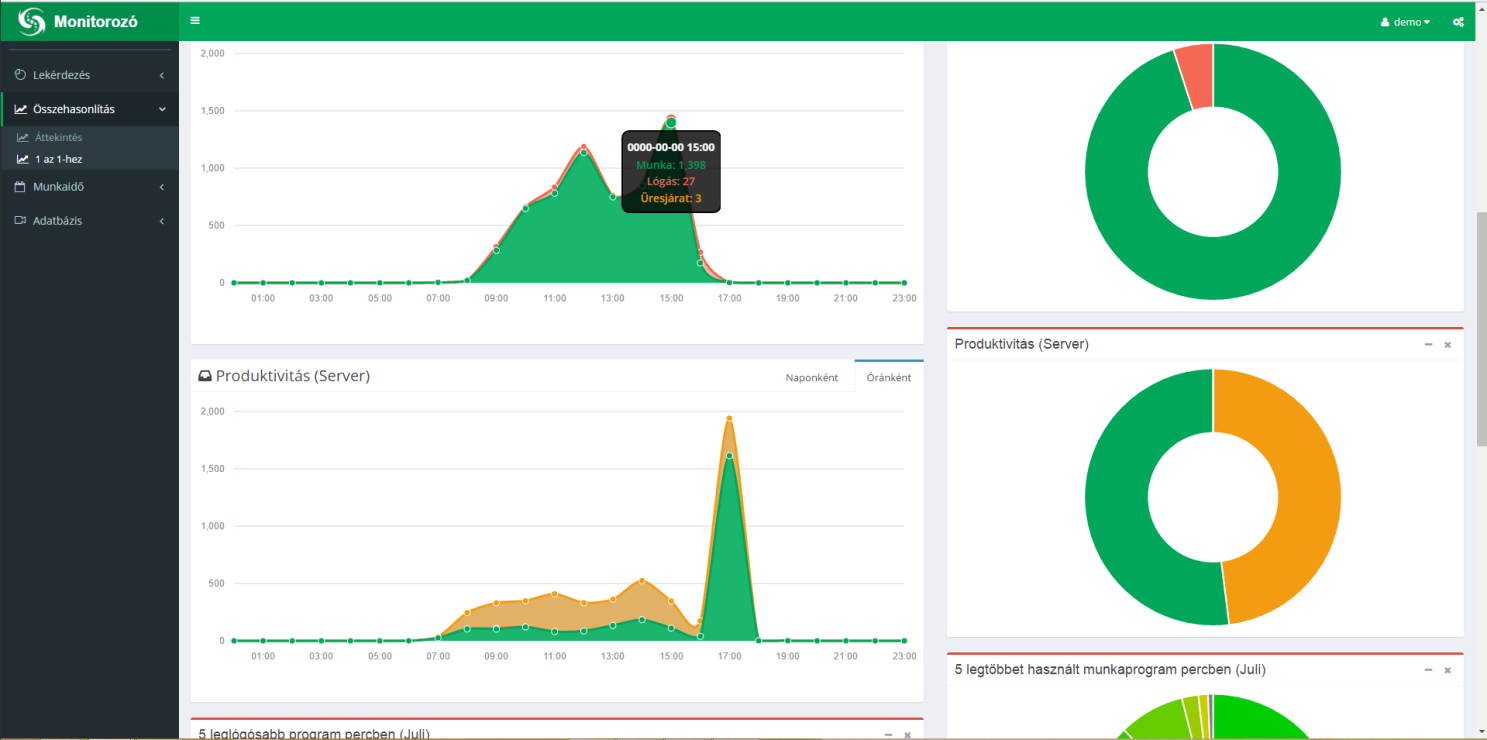 Monitorozó
demo
Lekérdezés
Összehasonlítás
Áttekintés
1 az 1-hez
Munkaidő
Adatbázis
2,000
1,500
1,000
500
0
01:00 03:00 05:00 07:00 09:00 11:00 13:00 15:00 17:00 19:00 21:00 23:00
0000-00-00 15:00
Munka: 1,398
Lógás: 27
Üresjárat: 3
Produktivitás (Server)
Naponként Óránként
2,000
1,500
1,000
500
0
01:00 03:00 05:00 07:00 09:00 11:00 13:00 15:00 17:00 19:00 21:00 23:00
5 leglógósabb program percben (Juli)
Produktivitás (Server)
5 legtöbbet használt munkaprogram percben (Juli)